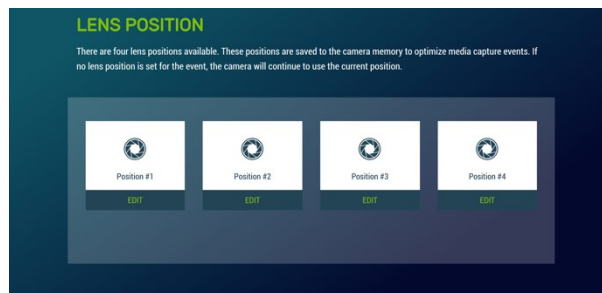 LENS POSITION
There are four lens positions available. These positions are saved to the camera memory to optimize media capture events. If
no lens position is set for the event, the camera will continue to use the current position.
Position #1
Position #2
Position #3
Position #4
EDIT
EDIT
EDIT
EDIT